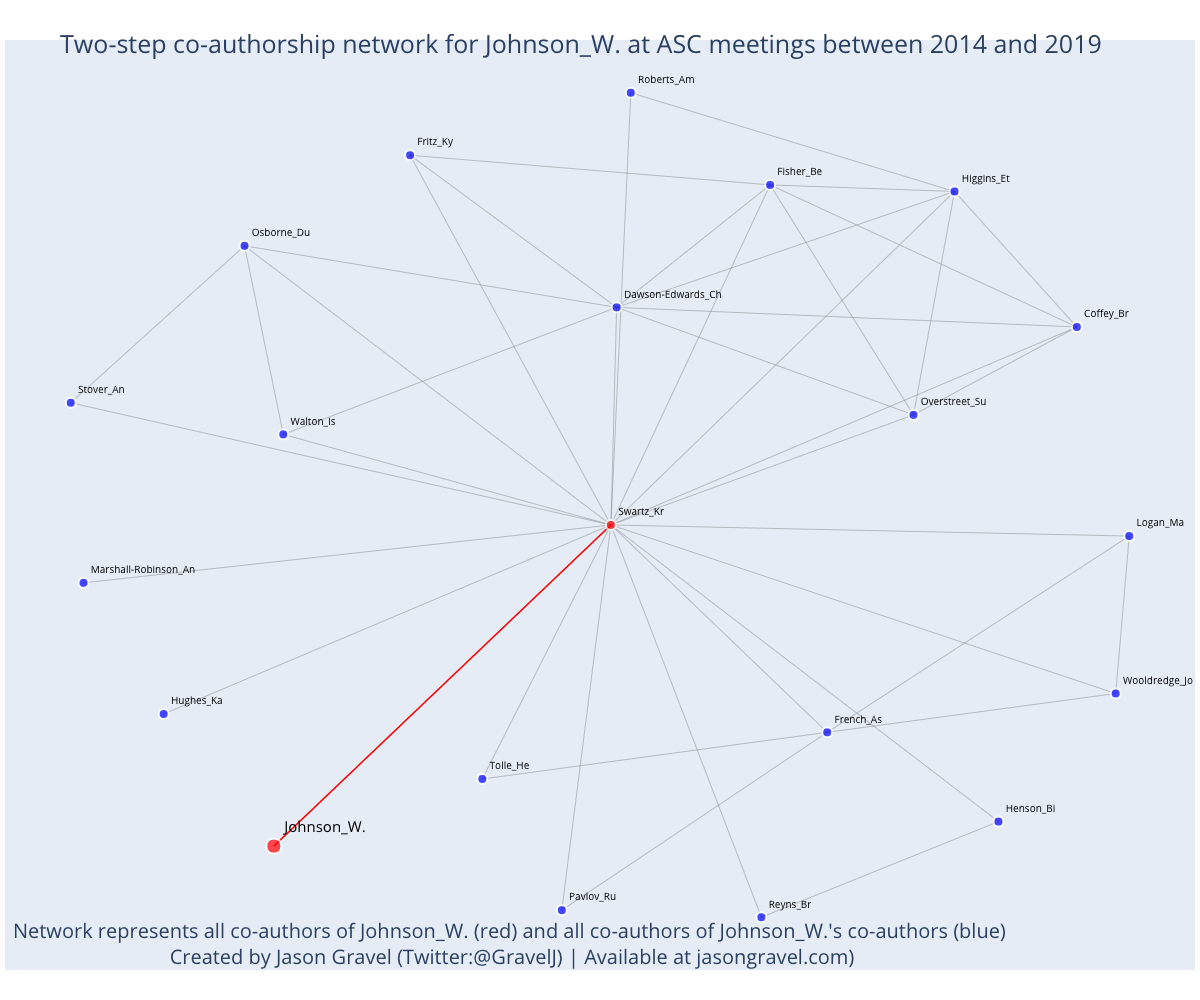 Two-step co-authorship network for Johnson_W. at ASC meetings between 2014 and 2019
Roberts_Am
Fritz_Ky
Fisher_Be
Higgins_Et
Osborne_Du
Dawson-Edwards_Ch
Coffey_Br
Stover_An
Overstreet_Su
Walton_Is
Swartz_Kr
Logan_Ma
Marshall-Robinson_An
Wooldredge_Jo
Hughes_Ka
French_As
Tolle_He
Henson_Bi
Johnson_W.
Pavlov_Ru
Reyns_Br
Network represents all co-authors of Johnson_W. (red) and all co-authors of Johnson_W.'s co-authors (blue)
Created by Jason Gravel (Twitter:@GravelJ) | Available at jasongravel.com)